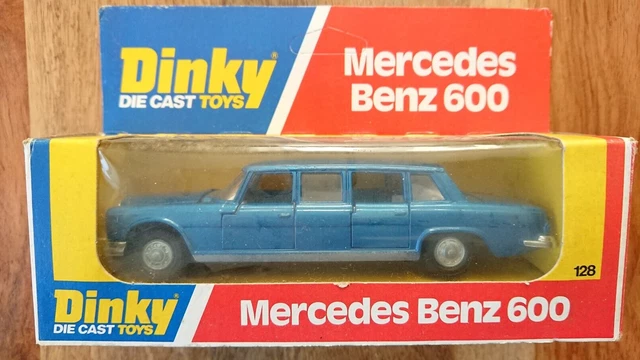 Dinky
DIE CAST TOYS
Mercedes
Benz 600
128
Dinky
DIE CAST TOYS
Mercedes Benz 600